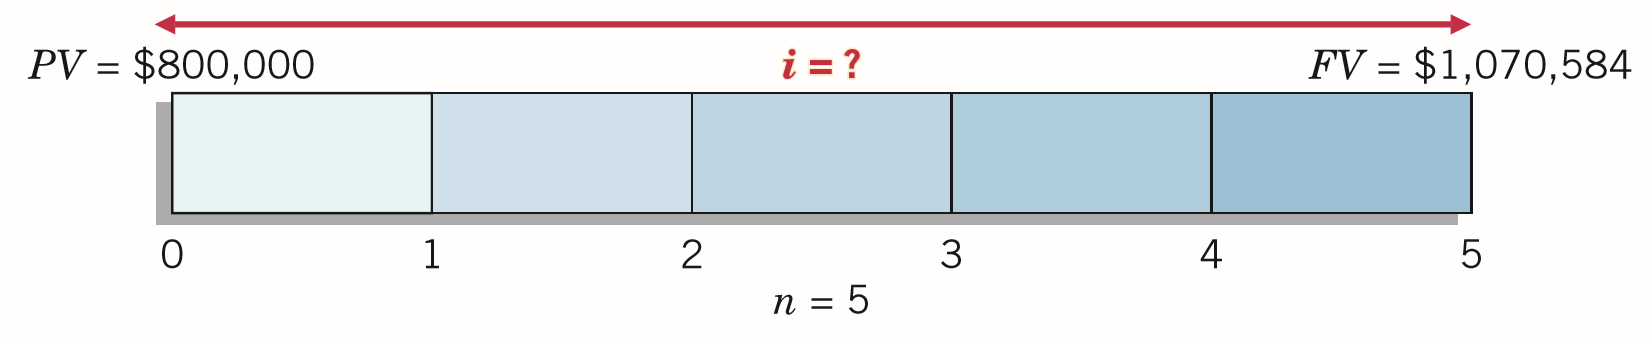 PV = $800,000 i = ? FV = $1,070,584
0 1 2 3 4 5
n = 5